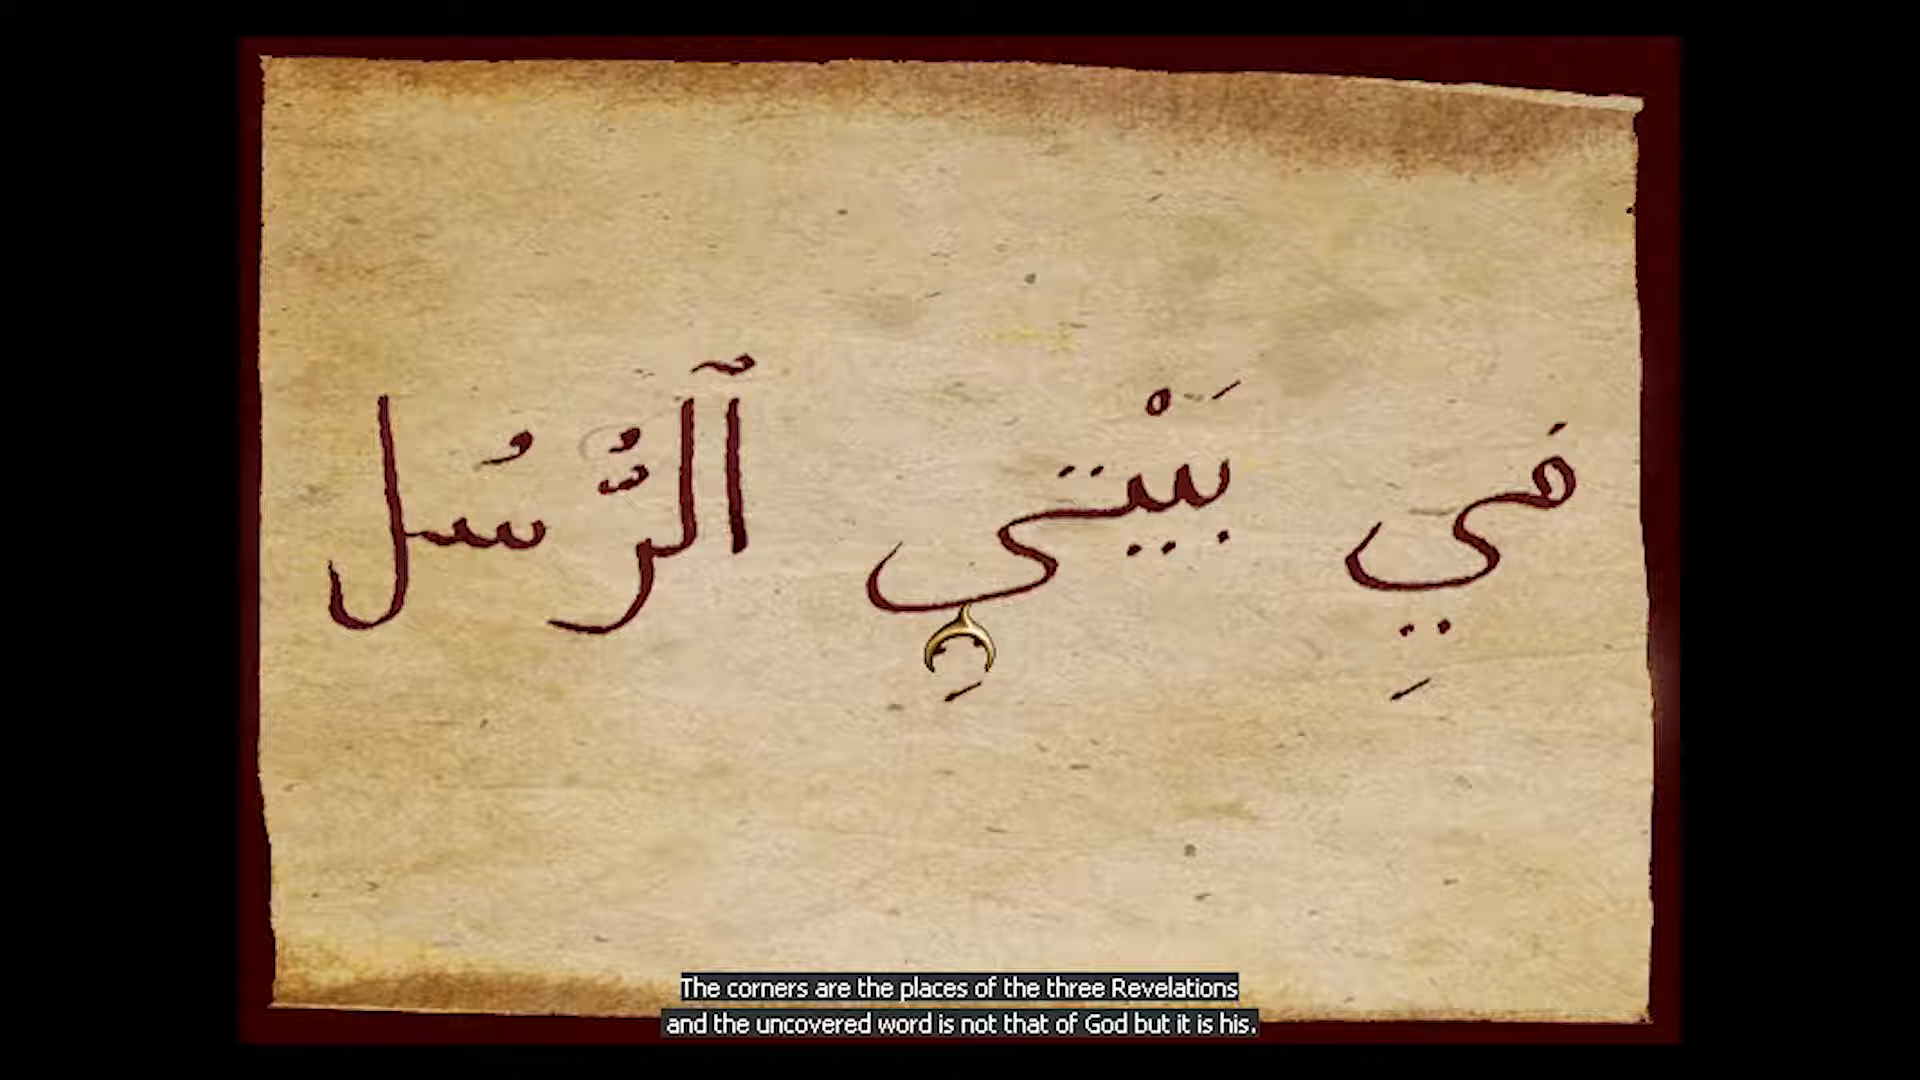 فِي بَيْتيِ ٱلرُّسُل
The corners are the places of the three Revelations
and the uncovered word is not that of God but it is his.